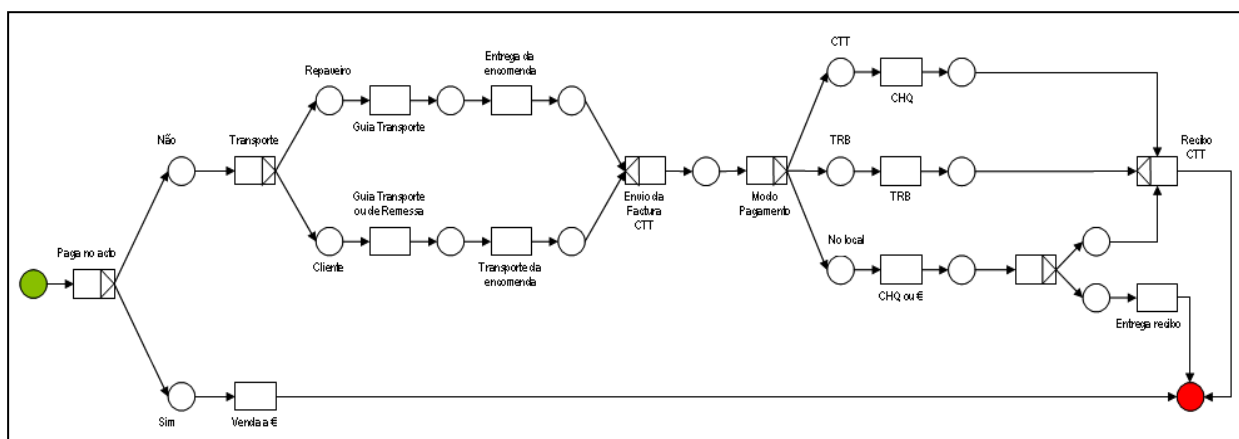 Entrega da
encomenda
Repaveiro
Guia Transporte
Não
Transporte
Guia Transporte
ou de Remessa
Cliente
Transporte da
encomenda
Paga no acto
Sim
Venda a €
Envio da
Factura
CTT
Modo
Pagamento
CTT
CHQ
TRB
TRB
No local
CHQ ou €
Recibo
CTT
Entrega recibo